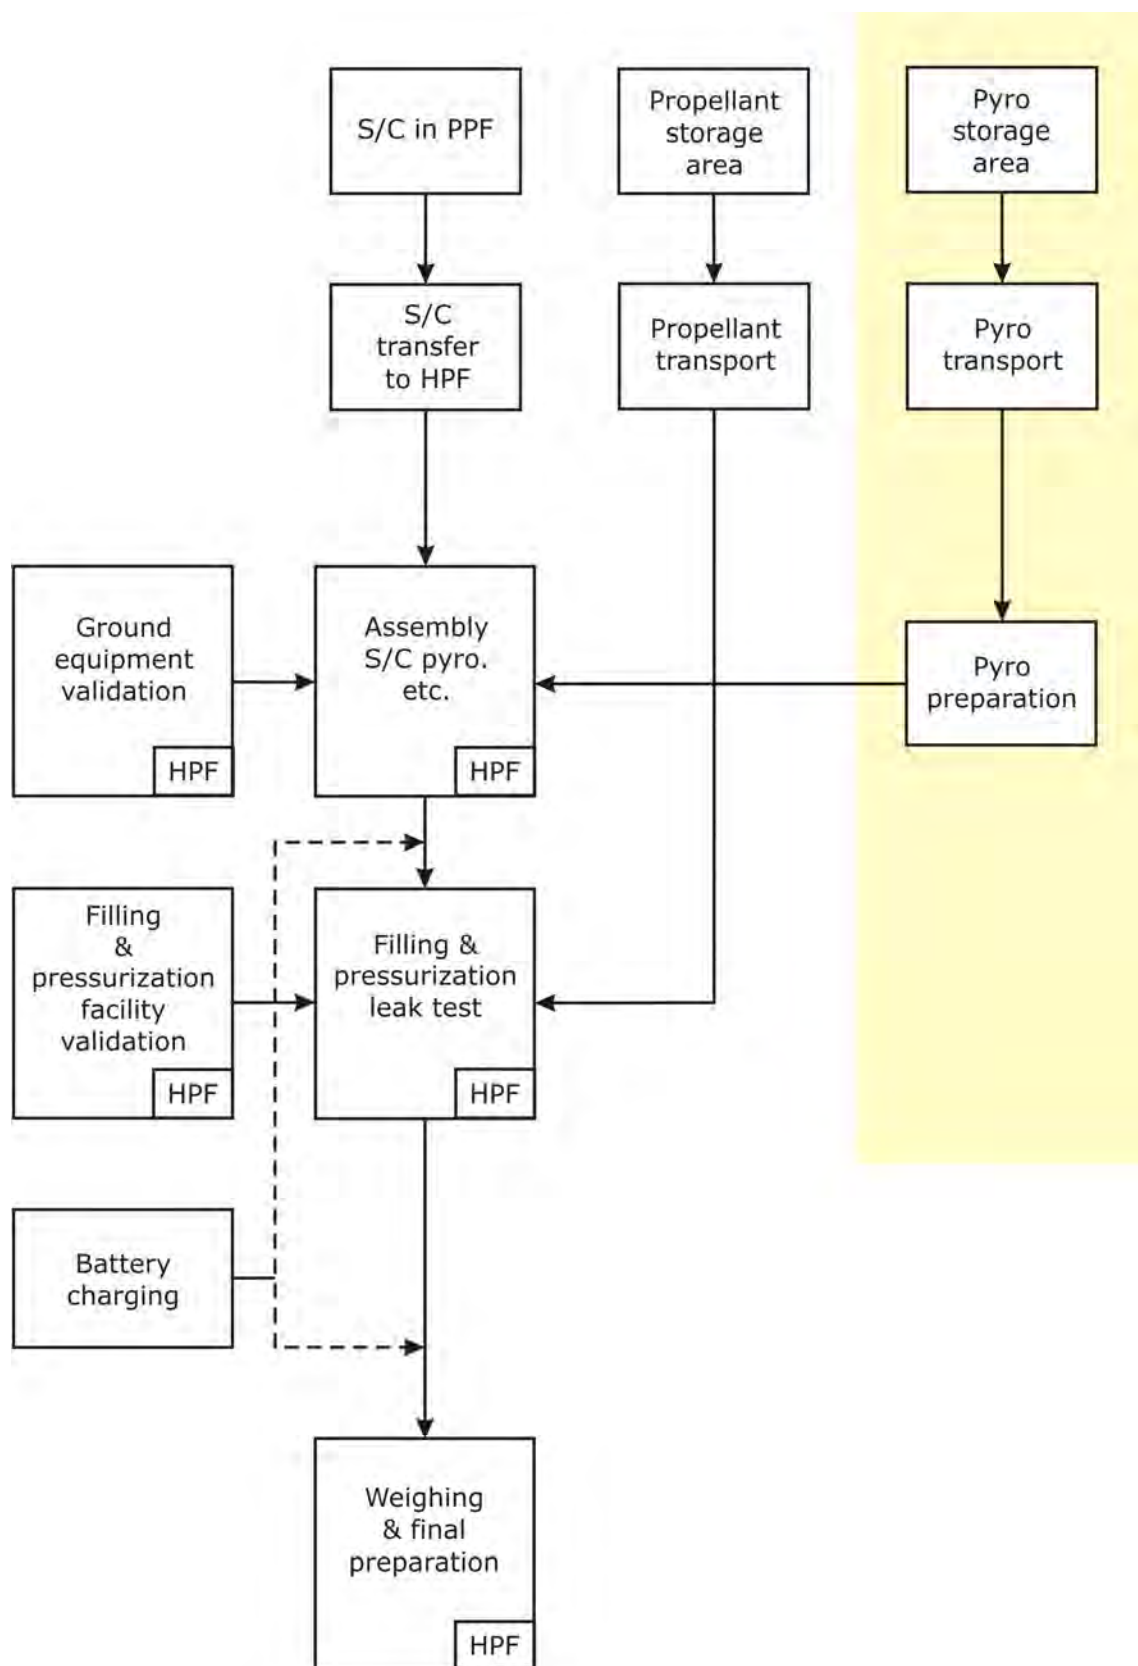 S/C in PPF
Propellant
storage
area
Pyro
storage
area
S/C
transfer
to HPF
Propellant
transport
Pyro
transport
Ground
equipment
validation
HPF
Assembly
S/C pyro.
etc.
HPF
Pyro
preparation
Filling
&
pressurization
facility
validation
HPF
Filling &
pressurization
leak test
HPF
Battery
charging
Weighing
& final
preparation
HPF